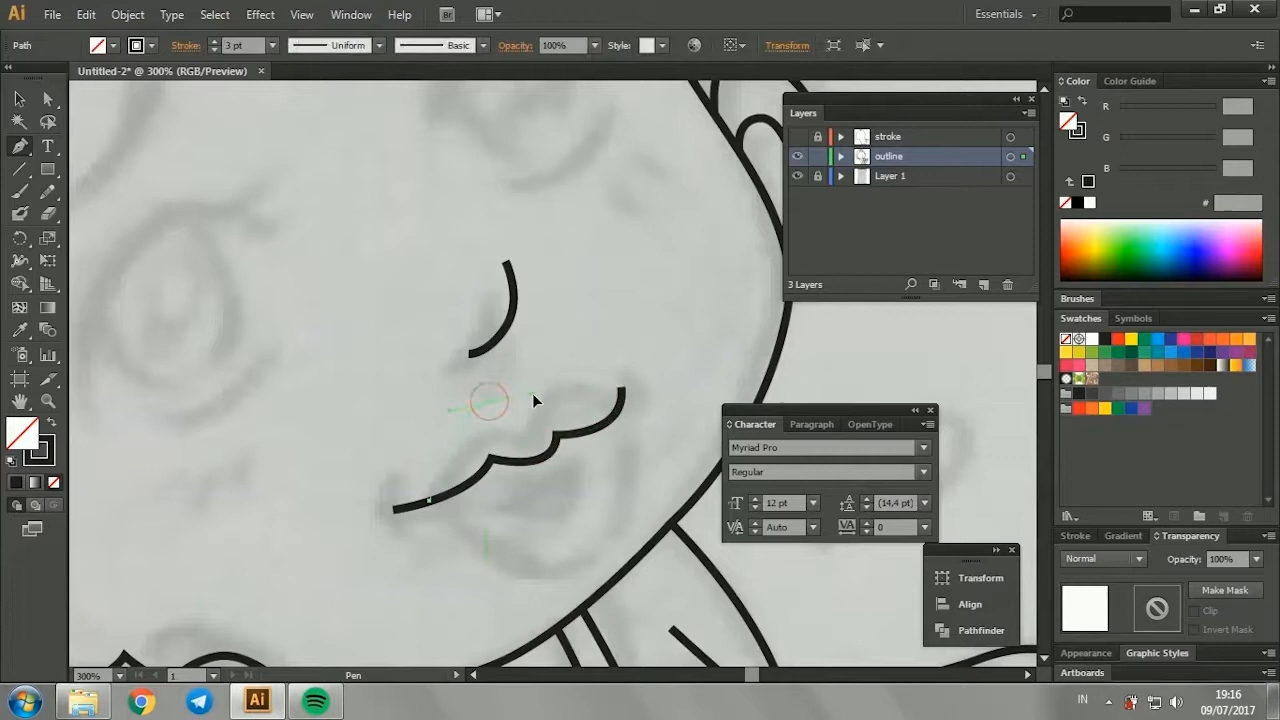 Ai File Edit Object Type Select Effect View Window Help Br Essentials
Path: Stroke: 3 pt Uniform Basic Opacity: 100% Style: Transform
Untitled-2* @ 300% (RGB/Preview) ×
Color Color Guide
R
G
B
#
Layers
stroke
outline
Layer 1
3 Layers
Brushes
Swatches Symbols
Character Paragraph OpenType
Myriad Pro
Regular
12 pt (14,4 pt)
Auto 0
Transform
Align
Pathfinder
Stroke Gradient Transparency
Normal Opacity: 100%
Make Mask
Clip
Invert Mask
Appearance Graphic Styles
Artboards
300% 1 Pen
Ai IN 19:16
09/07/2017